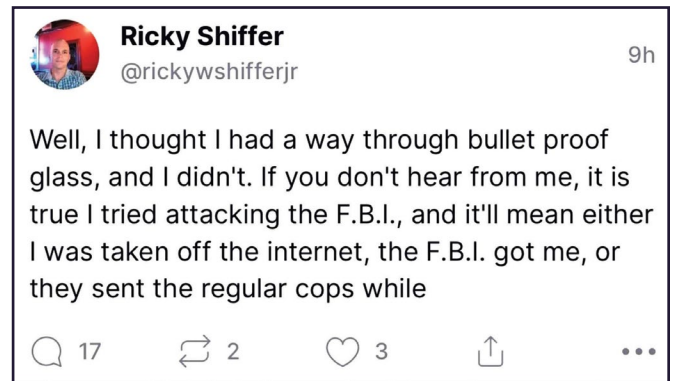 Ricky Shiffer
@rickywshifferjr
9h
Well, I thought I had a way through bullet proof
glass, and I didn't. If you don't hear from me, it is
true I tried attacking the F.B.I., and it'll mean either
I was taken off the internet, the F.B.I. got me, or
they sent the regular cops while
17 2 3